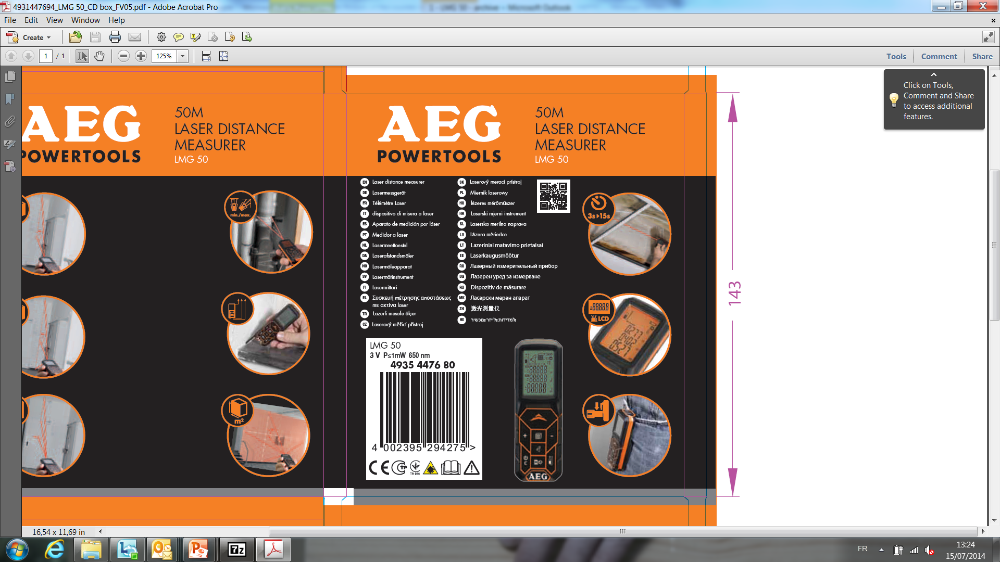 4931447694_LMG 50_CD box_FV05.pdf - Adobe Acrobat Pro
File Edit View Window Help
Create
1 / 1 125% Tools Comment Share
Click on Tools,
Comment and Share
to access additional
features.
AEG
POWERTOOLS
50M
LASER DISTANCE
MEASURER
LMG 50
AEG
POWERTOOLS
50M
LASER DISTANCE
MEASURER
LMG 50
min./max.
m²
EN Laser distance measurer
DE Lasermessgerät
FR Télémètre Laser
IT dispositivo di misura a laser
ES Aparato de medición por láser
PT Medidor a laser
NL Lasermeettoestel
DA Laserafstandsmåler
NO Lasermåleapparat
SV Lasermätinstrument
FI Lasermittari
EL Συσκευή μέτρησης αποστάσεως
με ακτίνα laser
TR Lazerli mesafe ölçer
CZ Laserový měřicí přístroj
SK Laserový merací prístroj
PL Miernik laserowy
HU lézeres mérőműszer
HR Laserski mjerni instrument
SL Laserska merilna naprava
LV Lāzera mērierīce
LT Lazeriniai matavimo prietaisai
EE Laserkaugusmõõtur
RU Лазерный измерительный прибор
BG Лазерен уред за измерване
RO Dispozitiv de măsurare
MK Ласерски мерен апарат
ZH 激光测量仪
HE
3s 15s
LCD
LMG 50
3 V P≤1mW 650 nm
4935 4476 80
4 002395 294275 >
CE
TR 066
AEG
143
16,54 x 11,69 in
FR
13:24
15/07/2014